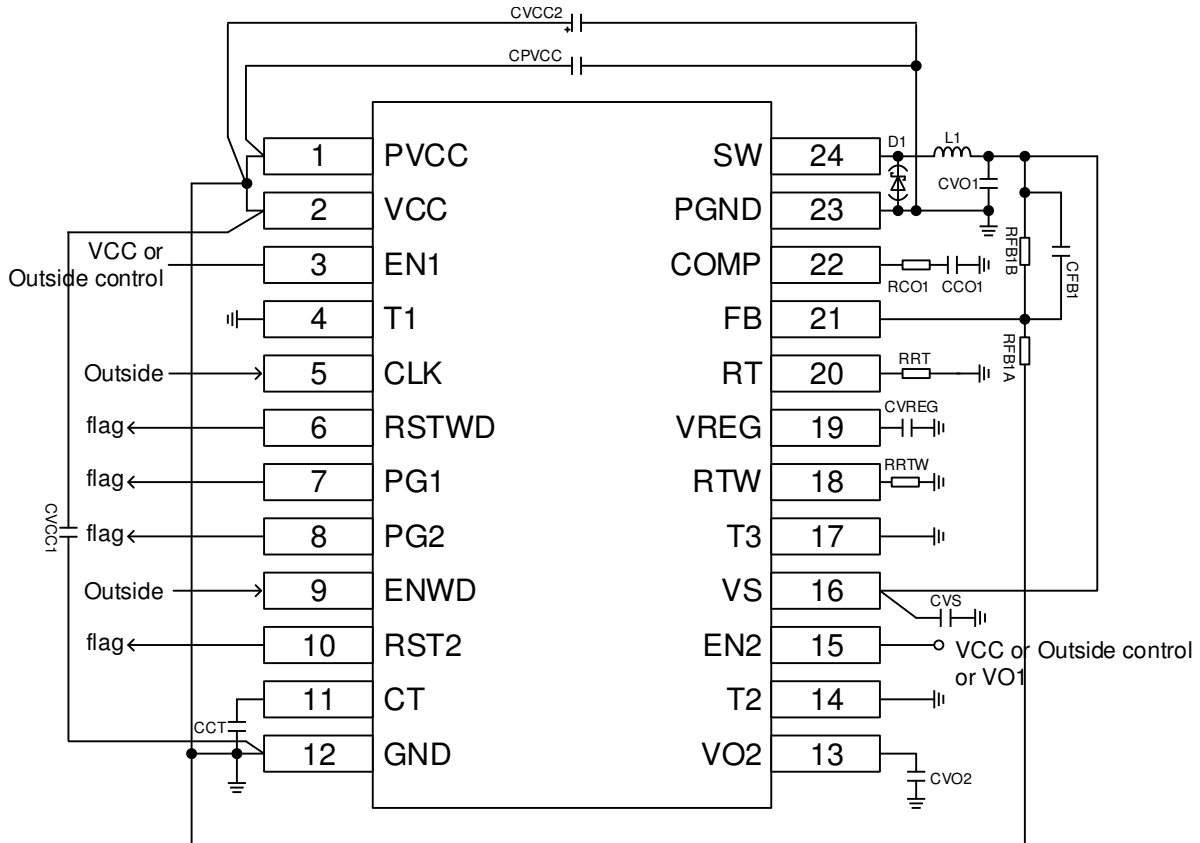 CVCC2
+
CPVCC
1 PVCC
SW 24
D1
L1
CVO1
2 VCC
PGND 23
VCC or
Outside control
3 EN1
COMP 22
RCO1
CCO1
RFB1B
CFB1
4 T1
FB 21
RFB1A
Outside
5 CLK
RT 20
RRT
flag
6 RSTWD
VREG 19
CVREG
flag
7 PG1
RTW 18
RRTW
CVCC1
flag
8 PG2
T3 17
Outside
9 ENWD
VS 16
CVS
flag
10 RST2
EN2 15
VCC or Outside control
or VO1
11 CT
T2 14
CCT
12 GND
VO2 13
CVO2